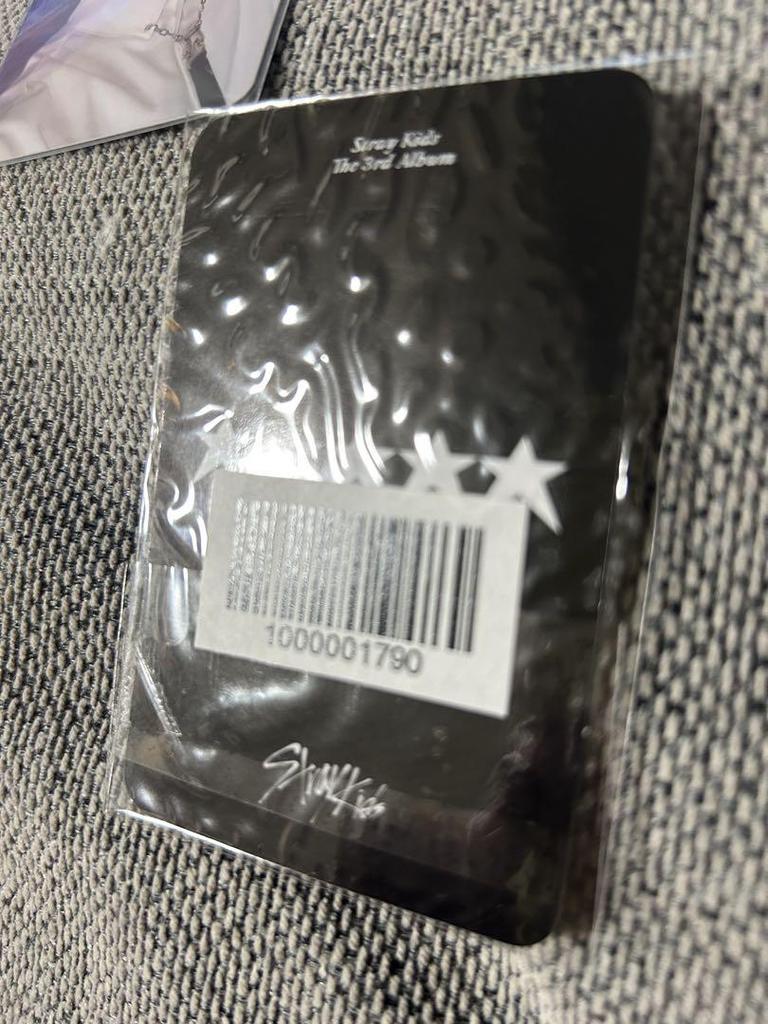 Stray Kids
The 3rd Album
1000001790
Stray Kids